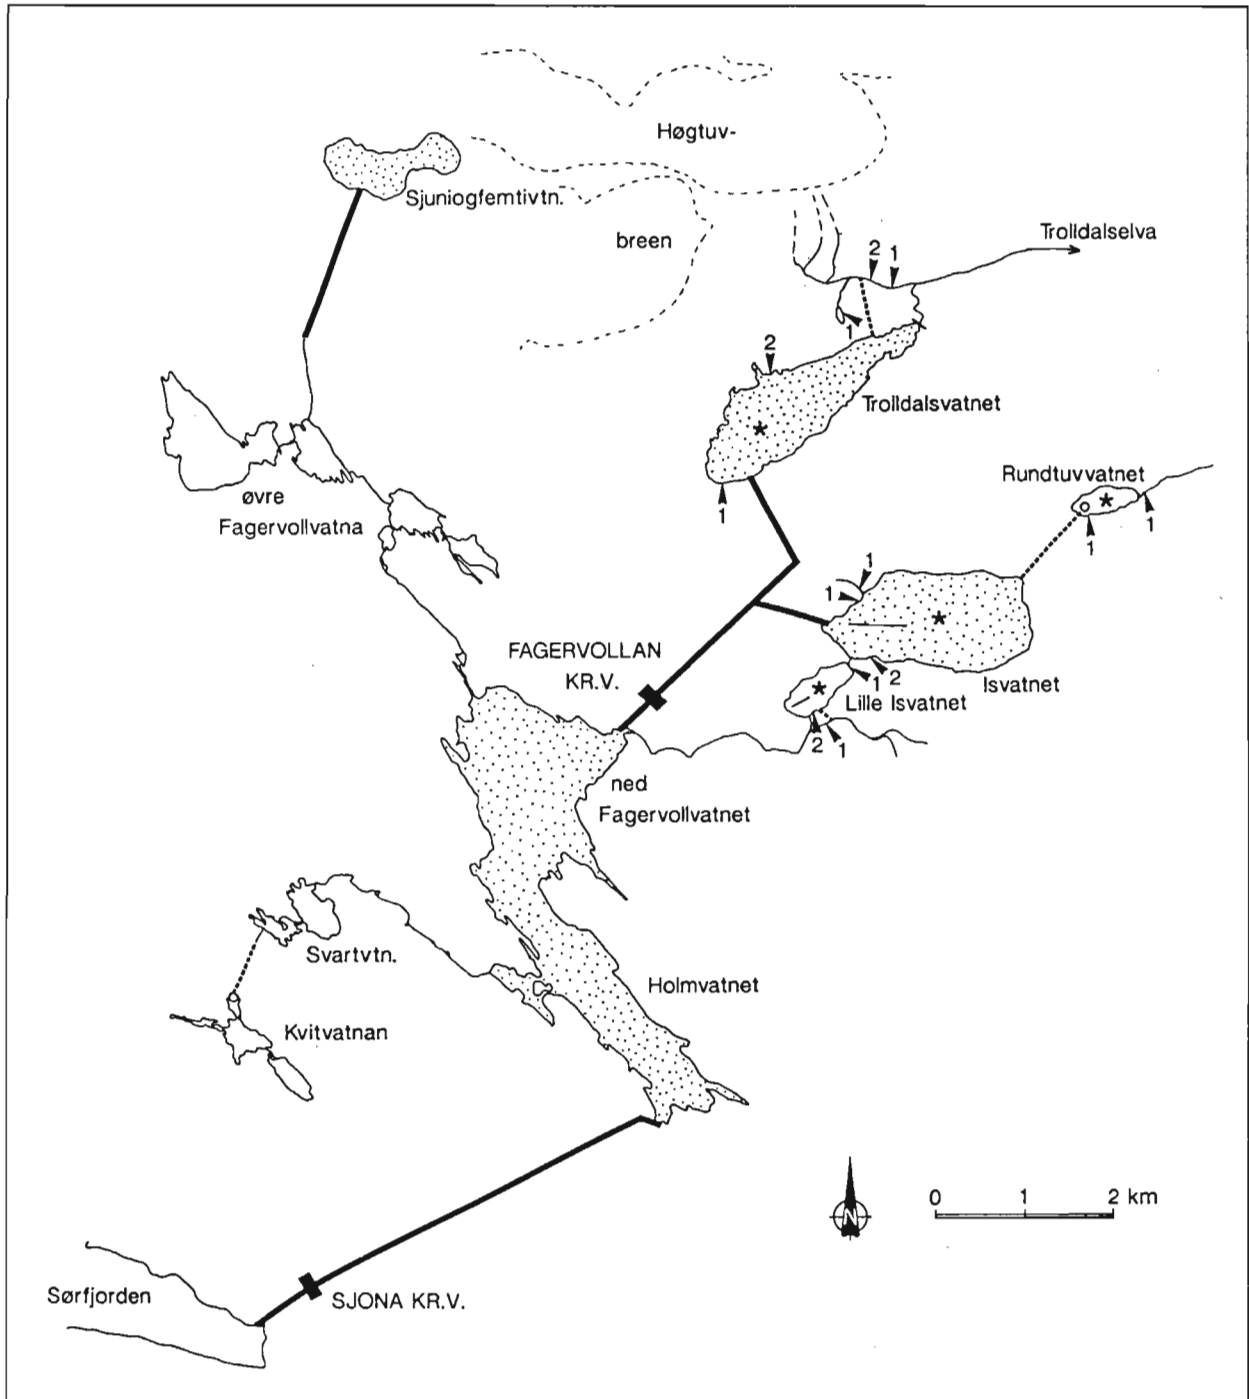 Høgtuv-
Sjuniogfemtivtn.
breen
Trolldalselva
2 1
1
2
Trolldalsvatnet
1
Rundtuvvatnet
øvre
Fagervollvatna
1
1
1
1
FAGERVOLLAN
KR.V.
2
1
Isvatnet
Lille Isvatnet
2 1
ned
Fagervollvatnet
Svartvtn.
Holmvatnet
Kvitvatnan
N
0 1 2 km
Sørfjorden
SJONA KR.V.